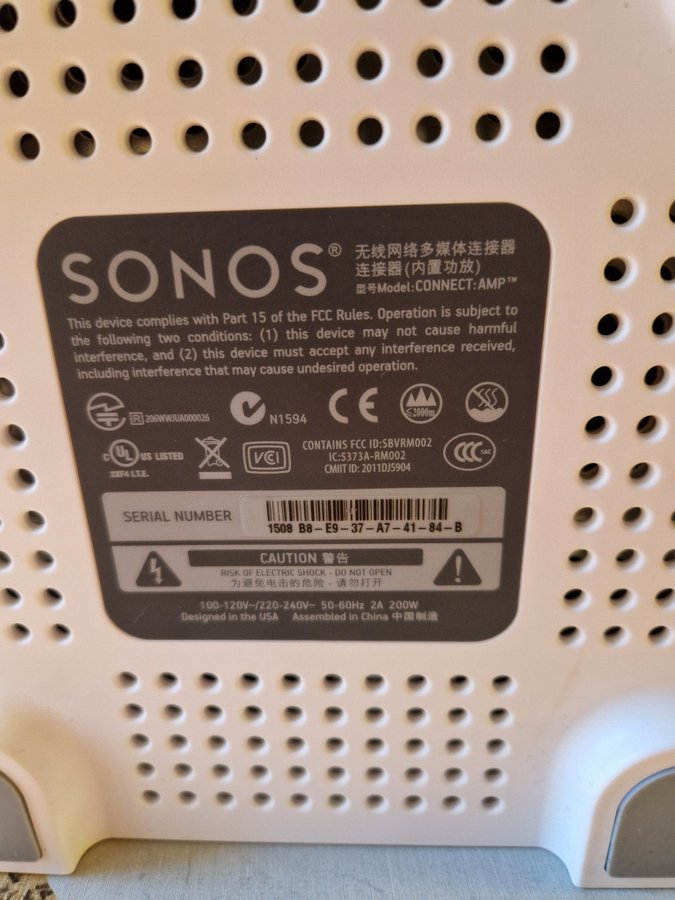 SONOS®
无线网络多媒体连接器
连接器(内置功放)
型号Model:CONNECT:AMP™
This device complies with Part 15 of the FCC Rules. Operation is subject to
the following two conditions: (1) this device may not cause harmful
interference, and (2) this device must accept any interference received,
including interference that may cause undesired operation.
R 206WWJUA000026
N1594
CE
≤2000m
c UL US LISTED
3XF4 I.T.E.
VCI
CONTAINS FCC ID:SBVRM002
IC:5373A-RM002
CMIIT ID: 2011DJ5904
CCC S&E
SERIAL NUMBER
1508 B8-E9-37-A7-41-84-B
CAUTION 警告
RISK OF ELECTRIC SHOCK - DO NOT OPEN
为避免电击的危险 - 请勿打开
100-120V~/220-240V~ 50-60Hz 2A 200W
Designed in the USA Assembled in China 中国制造